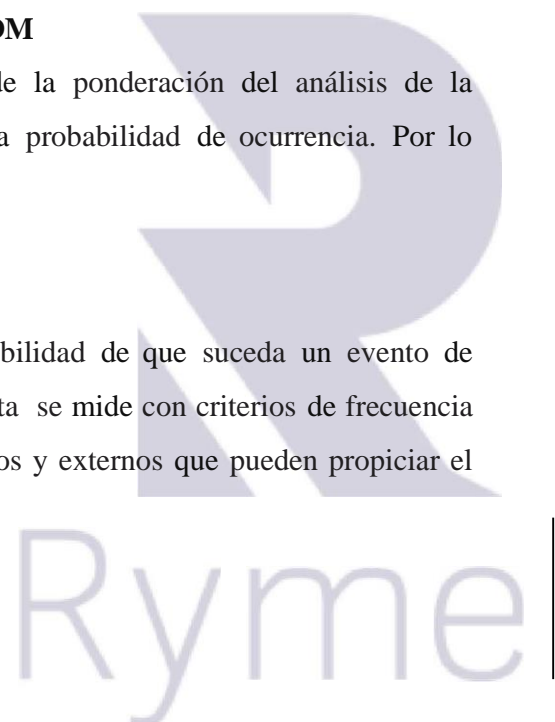 OM
de la ponderación del análisis de la
a probabilidad de ocurrencia. Por lo
bilidad de que suceda un evento de
ta se mide con criterios de frecuencia
os y externos que pueden propiciar el
Ryme